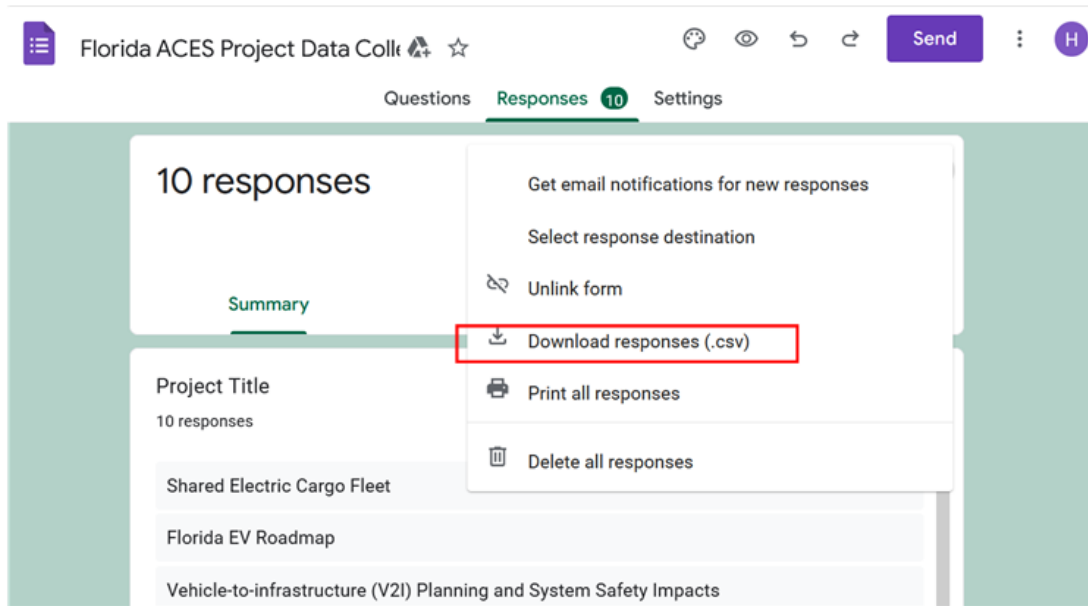 Florida ACES Project Data Colle
Send
H
Questions Responses 10 Settings
10 responses
Get email notifications for new responses
Select response destination
Summary
Unlink form
Download responses (.csv)
Project Title
Print all responses
10 responses
Delete all responses
Shared Electric Cargo Fleet
Florida EV Roadmap
Vehicle-to-infrastructure (V2I) Planning and System Safety Impacts